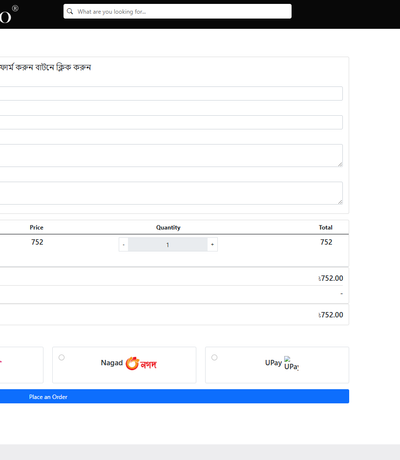 O®
What are you looking for...
ফার্ম করুন বাটনে ক্লিক করুন
Price Quantity Total
752 - 1 + 752
৳752.00
-
৳752.00
Nagad নগদ UPay UPay
Place an Order